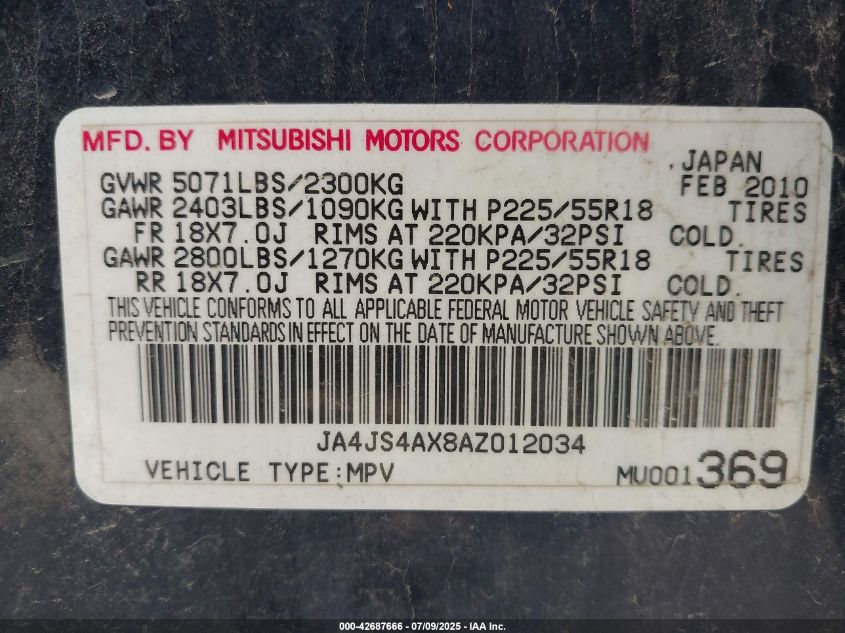 MFD. BY MITSUBISHI MOTORS CORPORATION
JAPAN
GVWR 5071LBS/2300KG FEB 2010
GAWR 2403LBS/1090KG WITH P225/55R18 TIRES
FR 18X7.0J RIMS AT 220KPA/32PSI COLD.
GAWR 2800LBS/1270KG WITH P225/55R18 TIRES
RR 18X7.0J RIMS AT 220KPA/32PSI COLD.
THIS VEHICLE CONFORMS TO ALL APPLICABLE FEDERAL MOTOR VEHICLE SAFETY AND THEFT
PREVENTION STANDARDS IN EFFECT ON THE DATE OF MANUFACTURE SHOWN ABOVE.
JA4JS4AX8AZ012034
VEHICLE TYPE:MPV MU001369
000-42687666 - 07/09/2025 - IAA Inc.